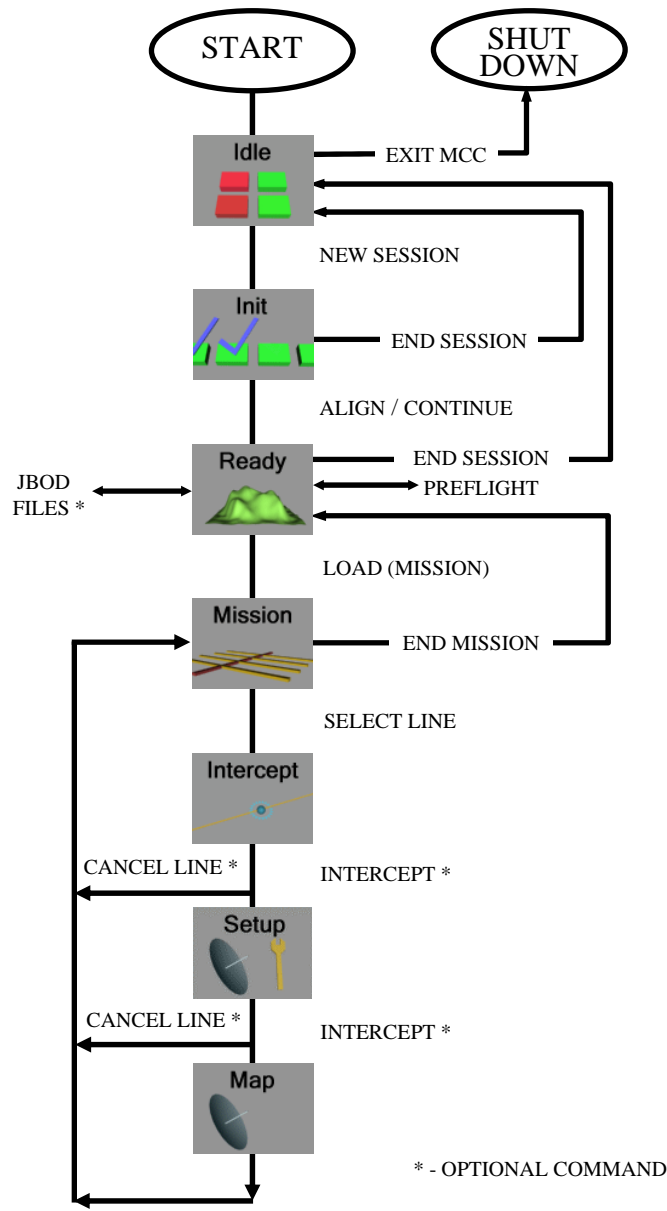 START
SHUT
DOWN
Idle
EXIT MCC
NEW SESSION
Init
END SESSION
ALIGN / CONTINUE
Ready
END SESSION
JBOD
FILES *
PREFLIGHT
LOAD (MISSION)
Mission
END MISSION
SELECT LINE
Intercept
CANCEL LINE *
INTERCEPT *
Setup
CANCEL LINE *
INTERCEPT *
Map
* - OPTIONAL COMMAND